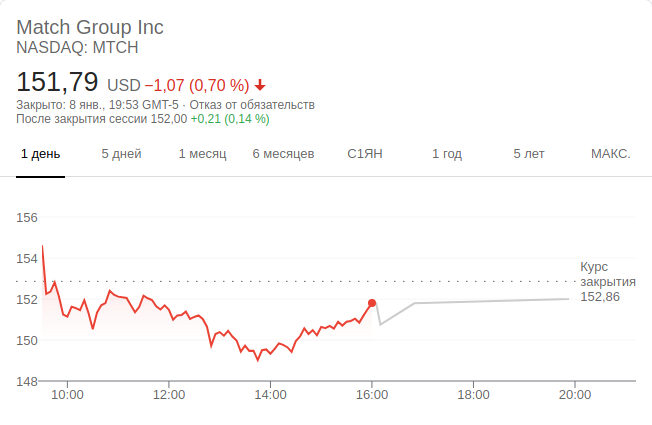 Match Group Inc
NASDAQ: MTCH
151,79 USD −1,07 (0,70 %)
Закрыто: 8 янв., 19:53 GMT-5 · Отказ от обязательств
После закрытия сессии 152,00 +0,21 (0,14 %)
1 день 5 дней 1 месяц 6 месяцев С1ЯН 1 год 5 лет МАКС.
156
154
Курс
закрытия
152,86
152
150
148
10:00 12:00 14:00 16:00 18:00 20:00